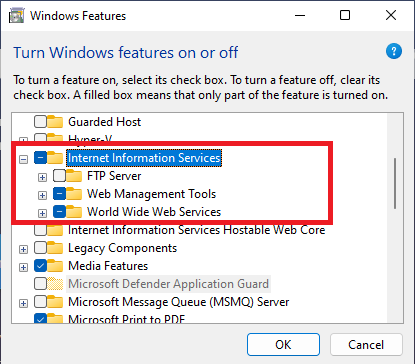 Windows Features
Turn Windows features on or off
?
To turn a feature on, select its check box. To turn a feature off, clear its
check box. A filled box means that only part of the feature is turned on.
Guarded Host
Hyper-V
Internet Information Services
FTP Server
Web Management Tools
World Wide Web Services
Internet Information Services Hostable Web Core
Legacy Components
Media Features
Microsoft Defender Application Guard
Microsoft Message Queue (MSMQ) Server
Microsoft Print to PDF
OK
Cancel